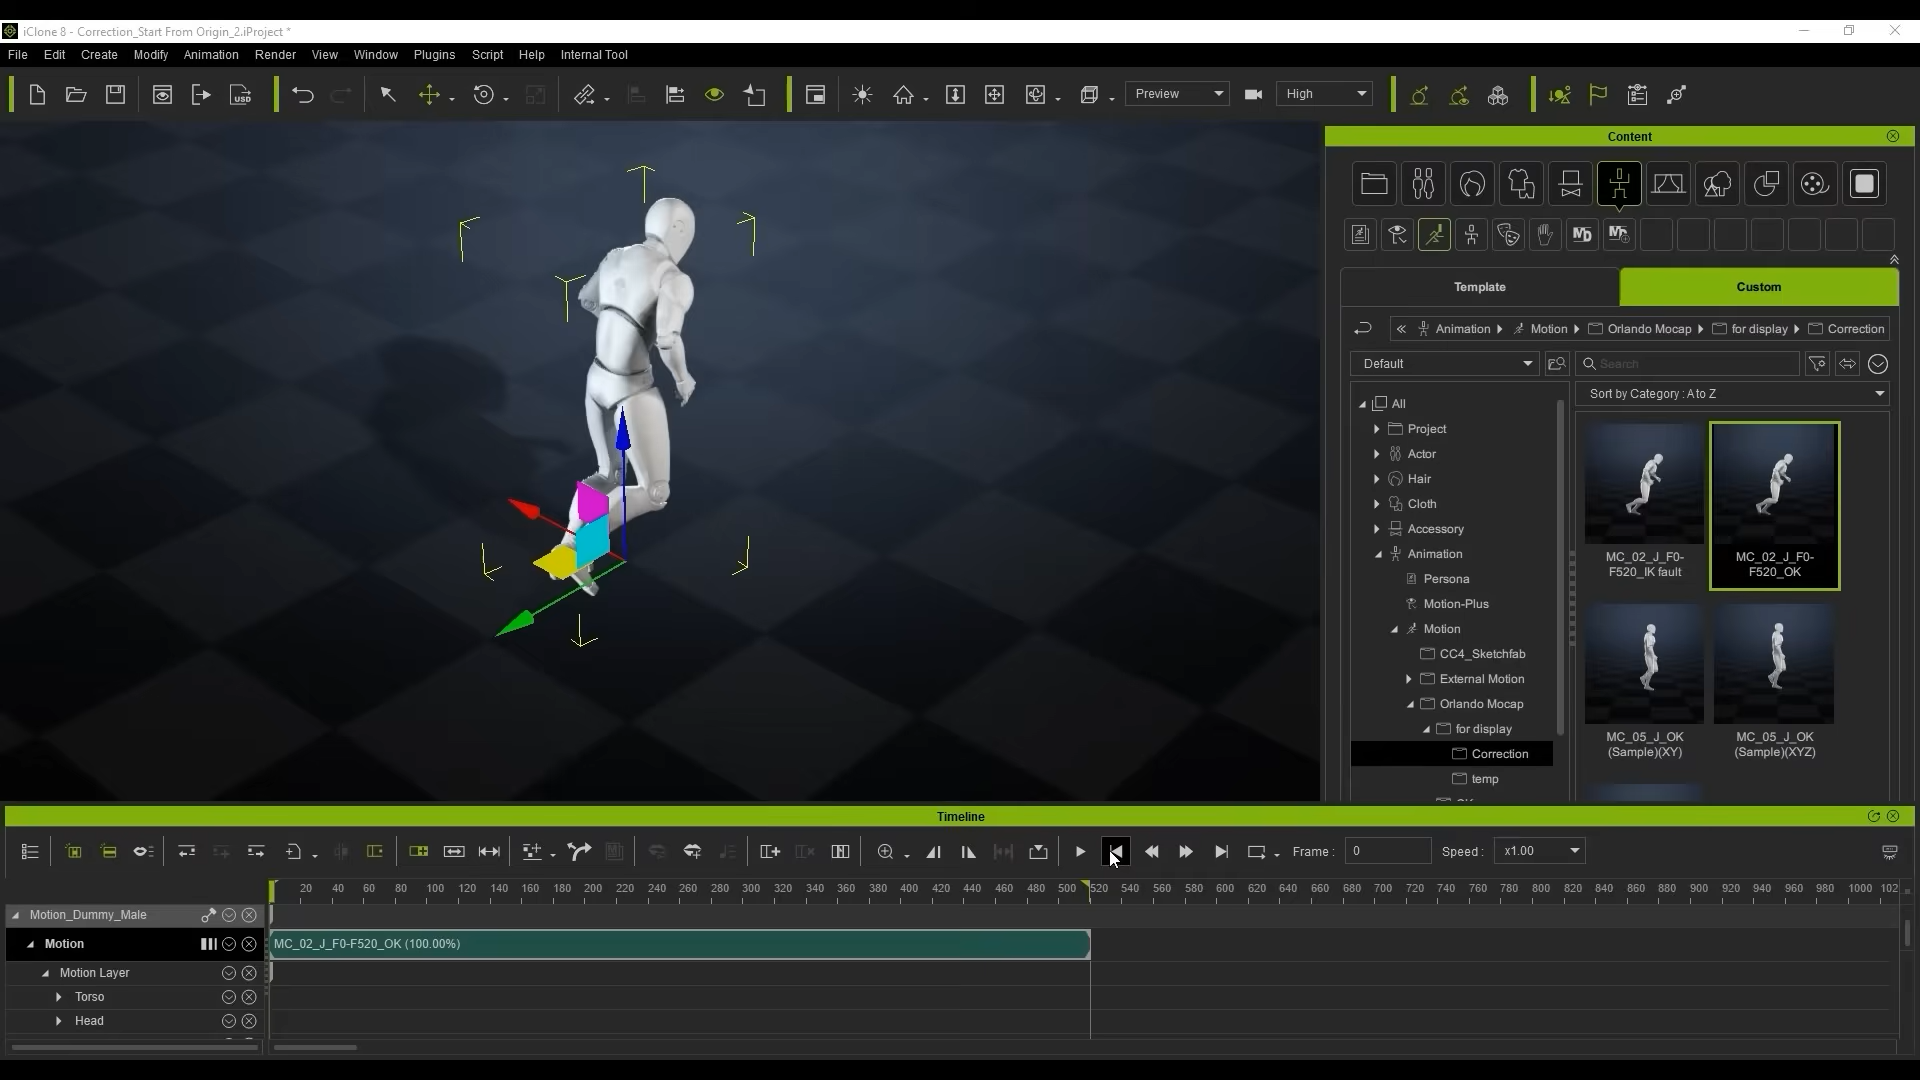 iClone 8 - Correction_Start From Origin_2.iProject *
File Edit Create Modify Animation Render View Window Plugins Script Help Internal Tool
USD
Preview
High
Content
MD
MD
Template
Custom
Animation Motion Orlando Mocap for display Correction
Default
Search
Sort by Category : A to Z
All
Project
Actor
Hair
Cloth
Accessory
Animation
Persona
Motion-Plus
Motion
CC4_Sketchfab
External Motion
Orlando Mocap
for display
Correction
temp
MC_02_J_F0-
F520_IK fault
MC_02_J_F0-
F520_OK
MC_05_J_OK
(Sample)(XY)
MC_05_J_OK
(Sample)(XYZ)
Timeline
Frame : 0 Speed : x1.00
20 40 60 80 100 120 140 160 180 200 220 240 260 280 300 320 340 360 380 400 420 440 460 480 500 520 540 560 580 600 620 640 660 680 700 720 740 760 780 800 820 840 860 880 900 920 940 960 980 1000 102
Motion_Dummy_Male
Motion
MC_02_J_F0-F520_OK (100.00%)
Motion Layer
Torso
Head